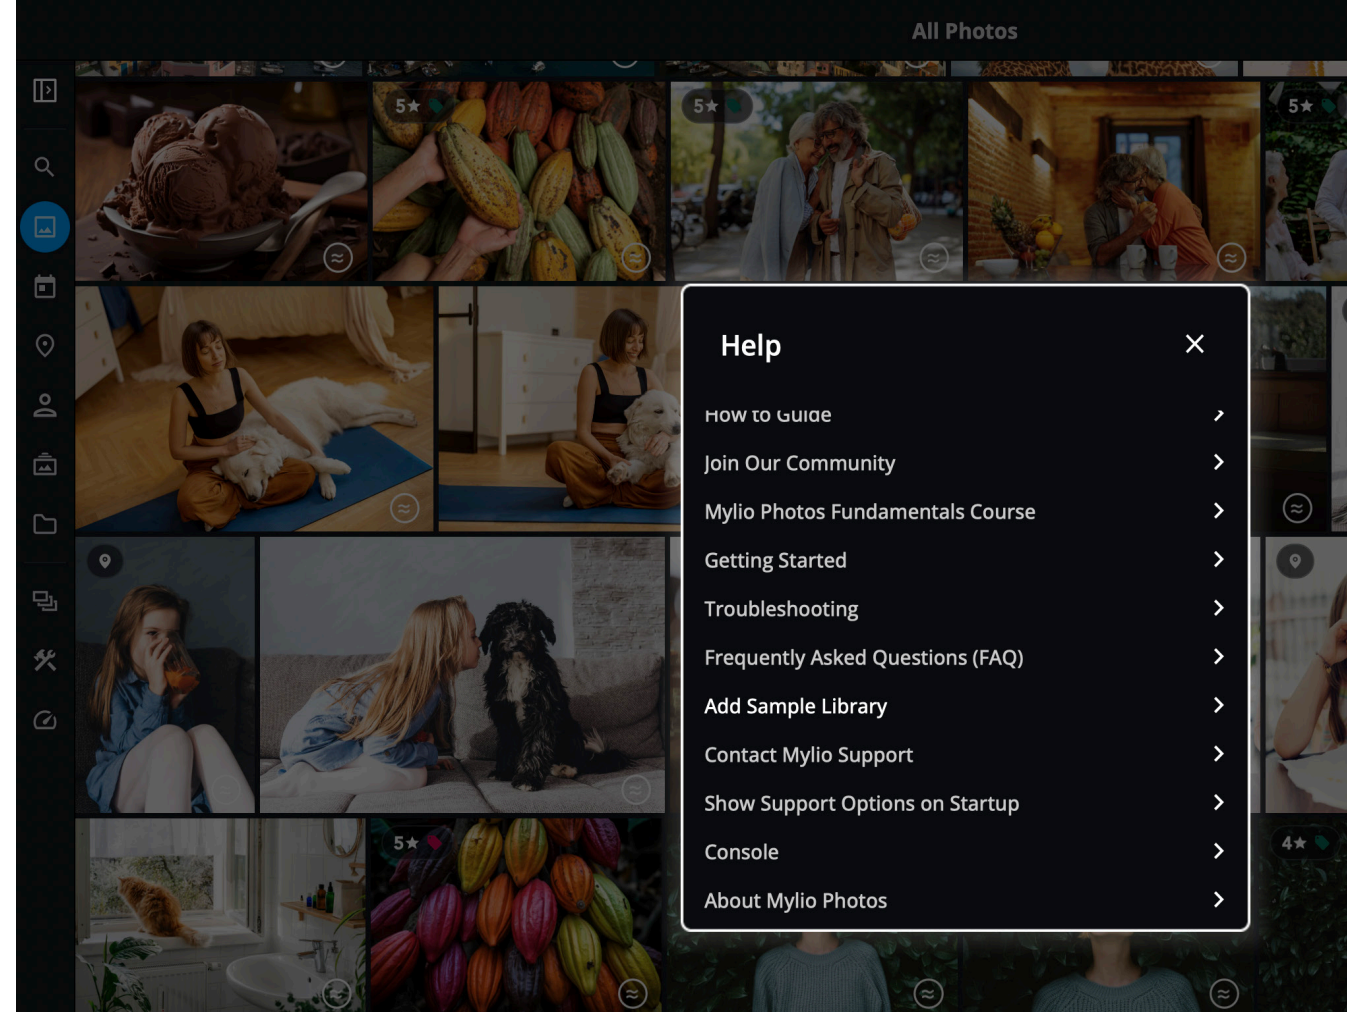 All Photos
5★
5★
5★
Help
How to Guide
Join Our Community
Mylio Photos Fundamentals Course
Getting Started
Troubleshooting
Frequently Asked Questions (FAQ)
Add Sample Library
Contact Mylio Support
Show Support Options on Startup
Console
About Mylio Photos
5★
4★